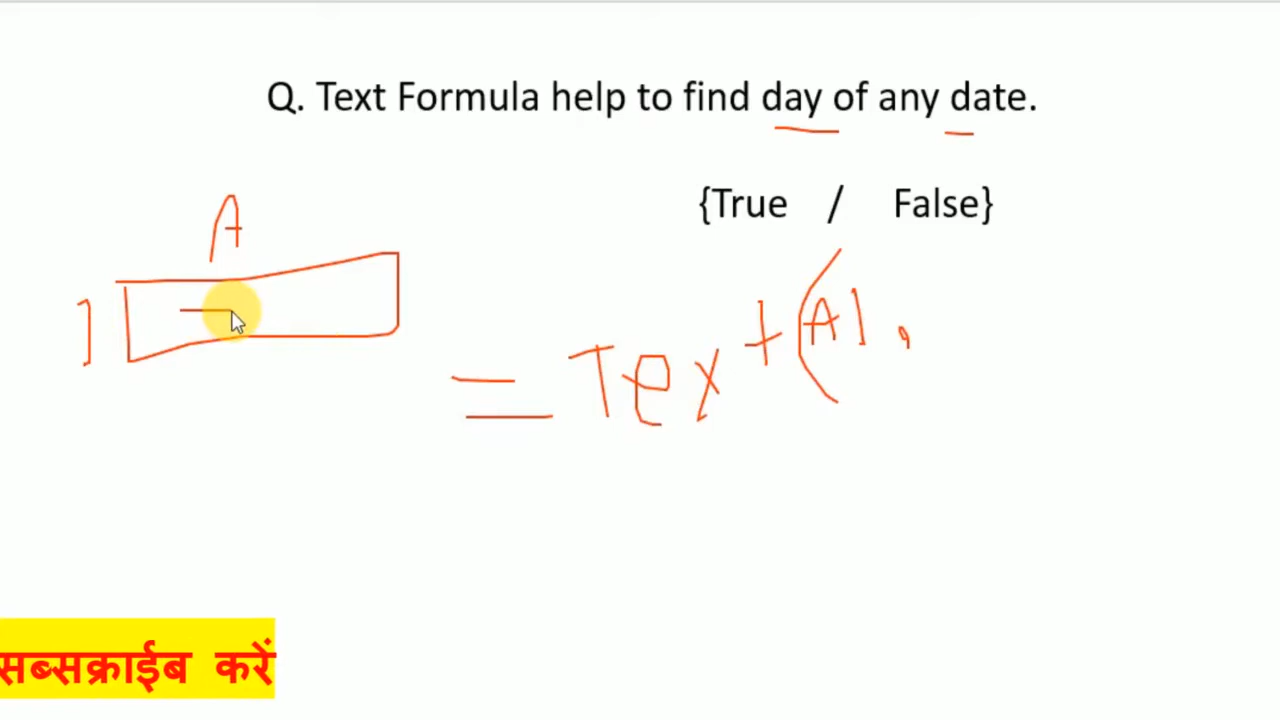 Q. Text Formula help to find day of any date.
{True / False}
A
1
= Text(A1,
सब्सक्राईब करें